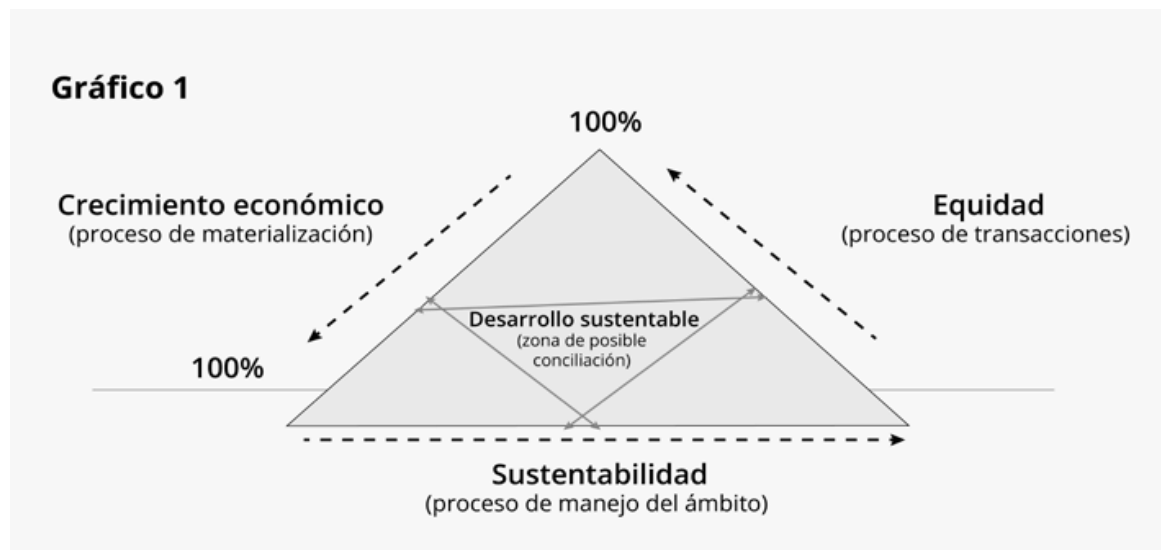 Gráfico 1
100%
Crecimiento económico
(proceso de materialización)
Equidad
(proceso de transacciones)
Desarrollo sustentable
(zona de posible
conciliación)
100%
Sustentabilidad
(proceso de manejo del ámbito)